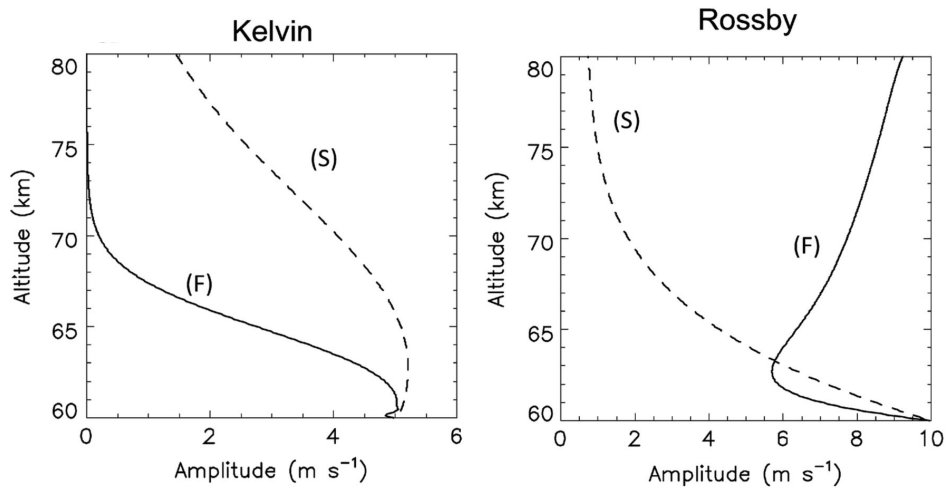 Kelvin
80
75
70
65
60
Altitude (km)
(S)
(F)
0 2 4 6
Amplitude (m s⁻¹)
Rossby
80
75
70
65
60
Altitude (km)
(S)
(F)
0 2 4 6 8 10
Amplitude (m s⁻¹)